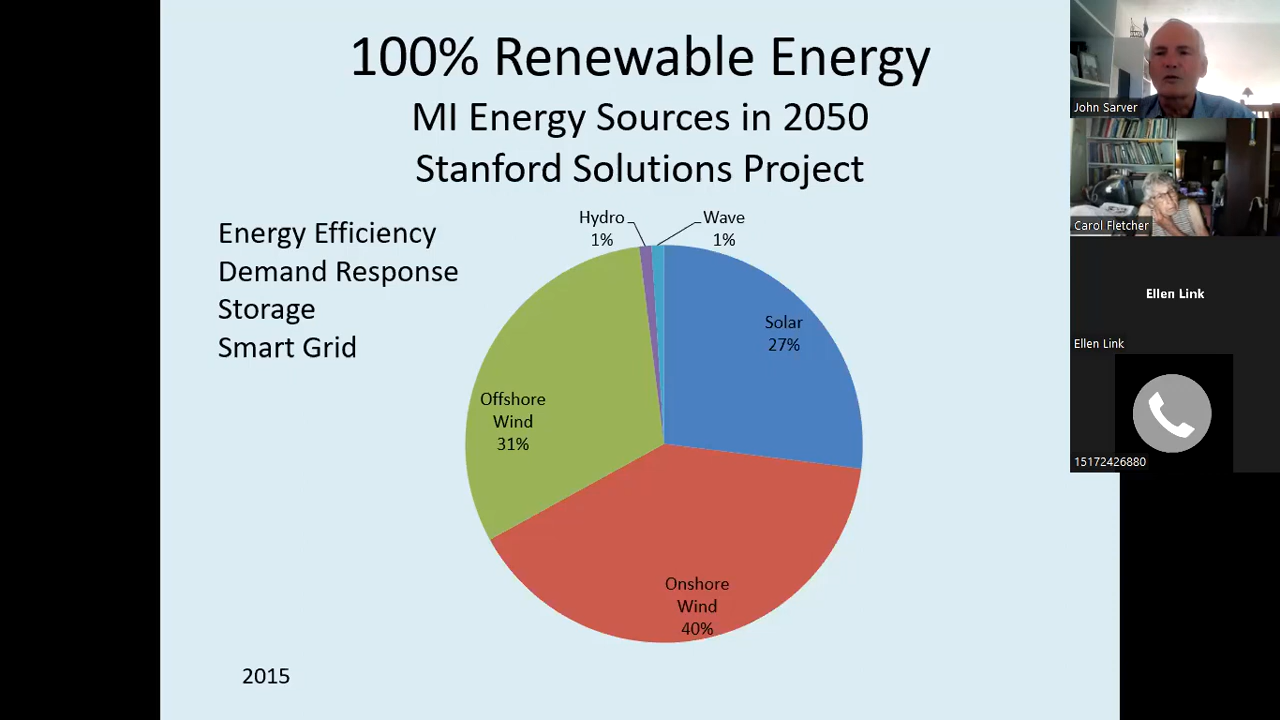 100% Renewable Energy
MI Energy Sources in 2050
Stanford Solutions Project
Energy Efficiency
Demand Response
Storage
Smart Grid
Hydro
1%
Wave
1%
Solar
27%
Offshore
Wind
31%
Onshore
Wind
40%
2015
John Sarver
Carol Fletcher
Ellen Link
Ellen Link
15172426880